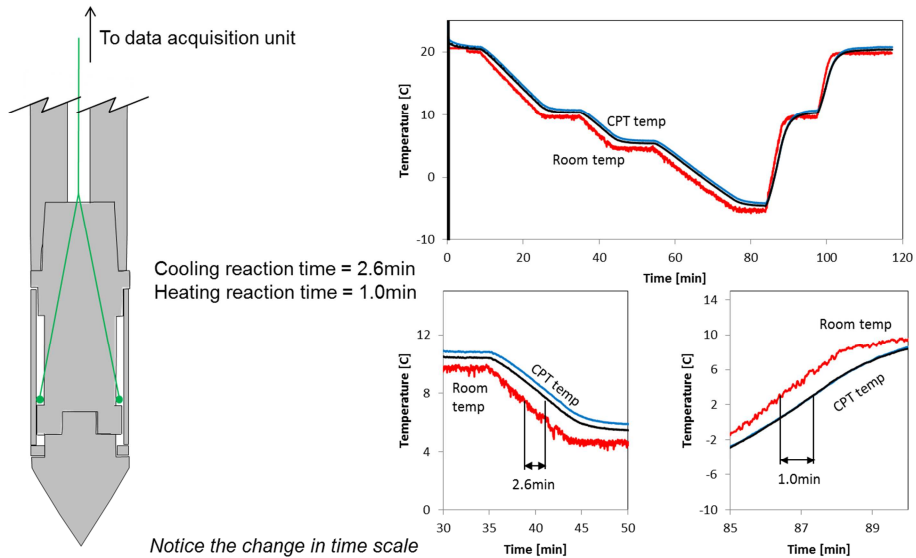 To data acquisition unit
Cooling reaction time = 2.6min
Heating reaction time = 1.0min
Notice the change in time scale
Temperature [C]
20
10
0
-10
CPT temp
Room temp
0 20 40 60 80 100 120
Time [min]
Temperature [C]
12
8
4
0
CPT temp
Room
temp
2.6min
30 35 40 45 50
Time [min]
Temperature [C]
14
10
6
2
-2
-6
-10
Room temp
CPT temp
1.0min
85 87 89
Time [min]